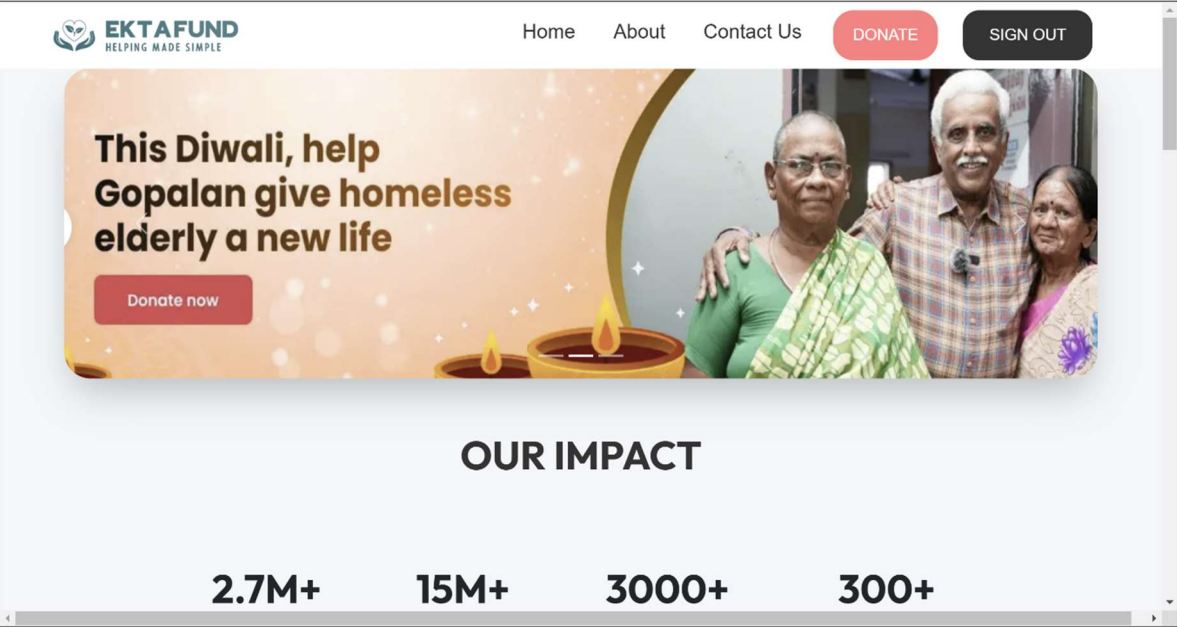 EKTAFUND
HELPING MADE SIMPLE
Home
About
Contact Us
DONATE
SIGN OUT
This Diwali, help
Gopalan give homeless
elderly a new life
Donate now
OUR IMPACT
2.7M+
15M+
3000+
300+